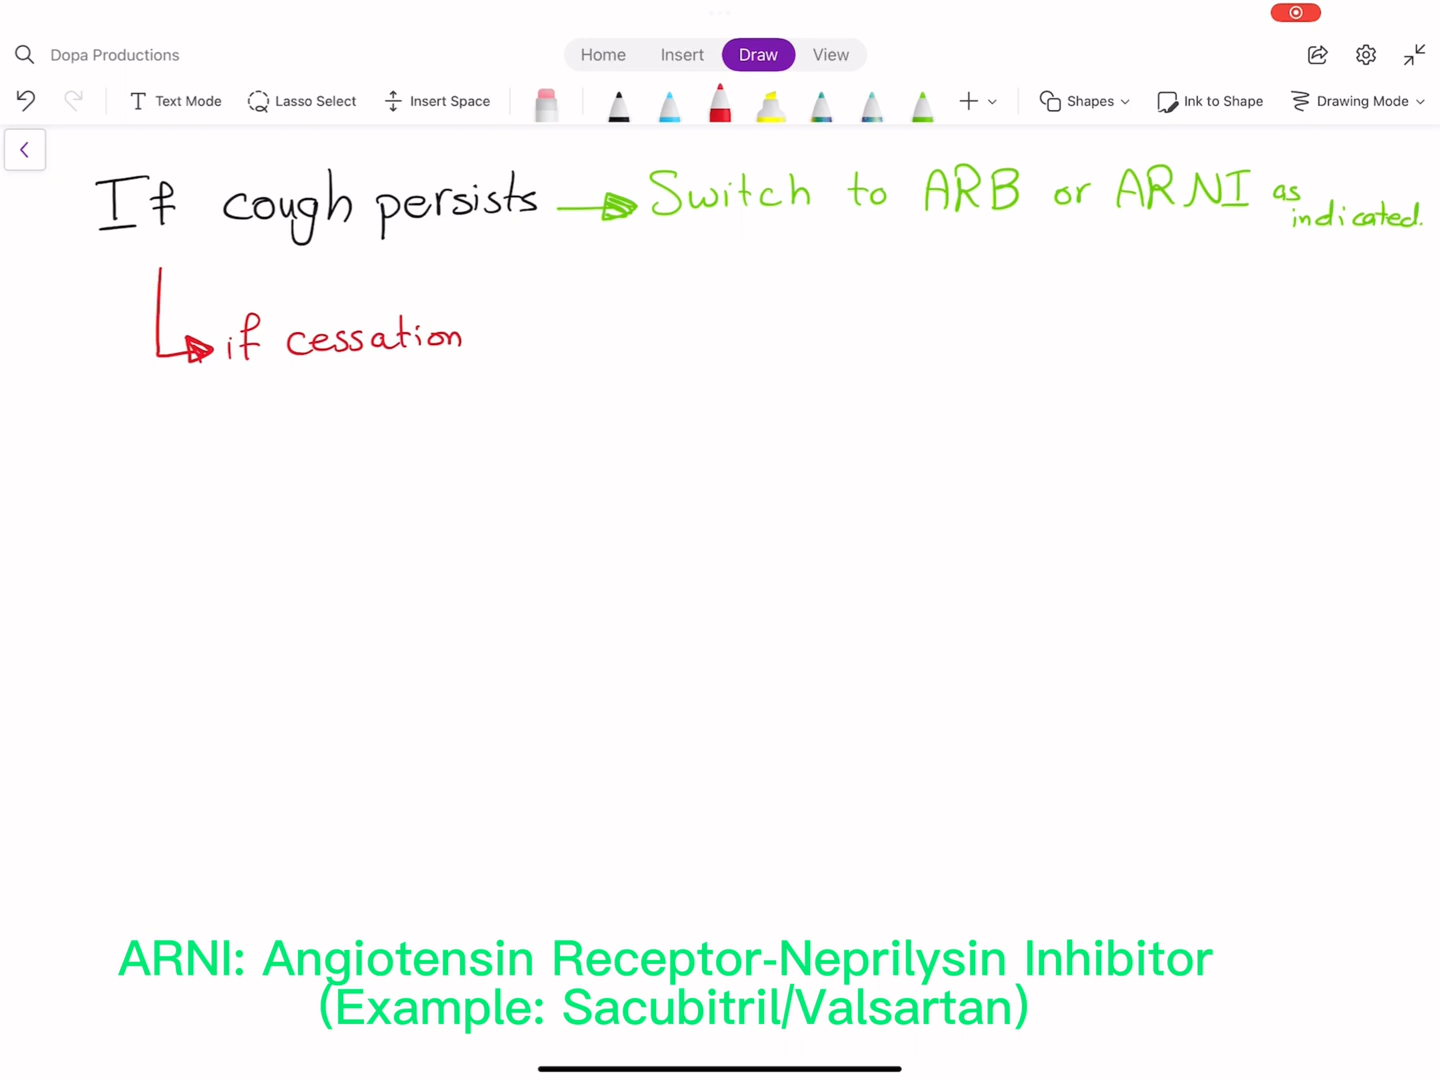 Dopa Productions
Home Insert Draw View
Text Mode Lasso Select Insert Space Shapes Ink to Shape Drawing Mode
If cough persists → Switch to ARB or ARNI as indicated.
if cessation
ARNI: Angiotensin Receptor-Neprilysin Inhibitor
(Example: Sacubitril/Valsartan)